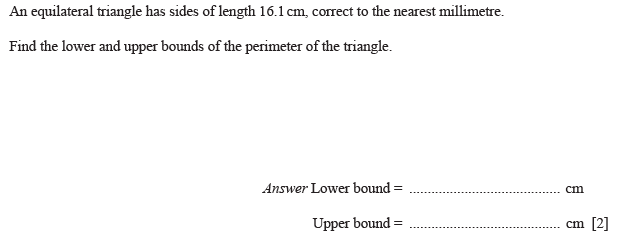 An equilateral triangle has sides of length 16.1 cm, correct to the nearest millimetre.
Find the lower and upper bounds of the perimeter of the triangle.
Answer Lower bound = ........................................ cm
Upper bound = ........................................ cm [2]